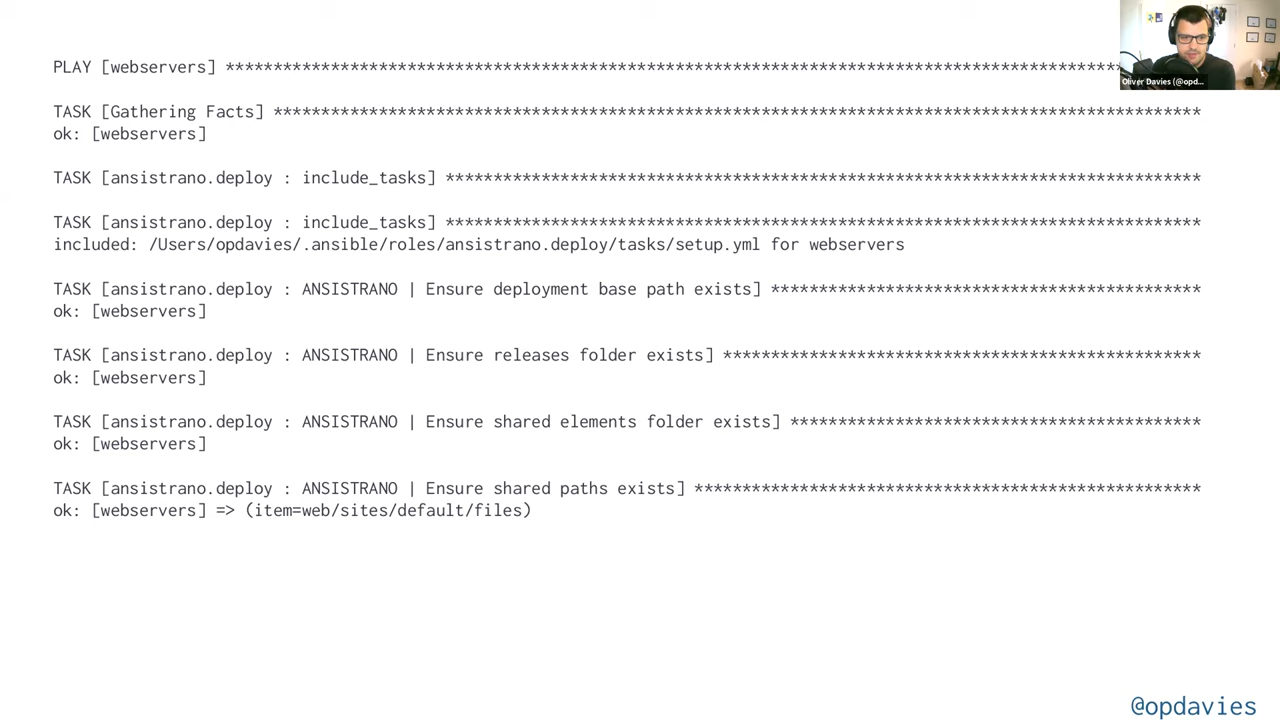 PLAY [webservers] *********************************************************************************************
Oliver Davies (@opd...
TASK [Gathering Facts] *************************************************************************************************
ok: [webservers]
TASK [ansistrano.deploy : include_tasks] *******************************************************************************
TASK [ansistrano.deploy : include_tasks] *******************************************************************************
included: /Users/opdavies/.ansible/roles/ansistrano.deploy/tasks/setup.yml for webservers
TASK [ansistrano.deploy : ANSISTRANO | Ensure deployment base path exists] *********************************************
ok: [webservers]
TASK [ansistrano.deploy : ANSISTRANO | Ensure releases folder exists] **************************************************
ok: [webservers]
TASK [ansistrano.deploy : ANSISTRANO | Ensure shared elements folder exists] *******************************************
ok: [webservers]
TASK [ansistrano.deploy : ANSISTRANO | Ensure shared paths exists] *****************************************************
ok: [webservers] => (item=web/sites/default/files)
@opdavies